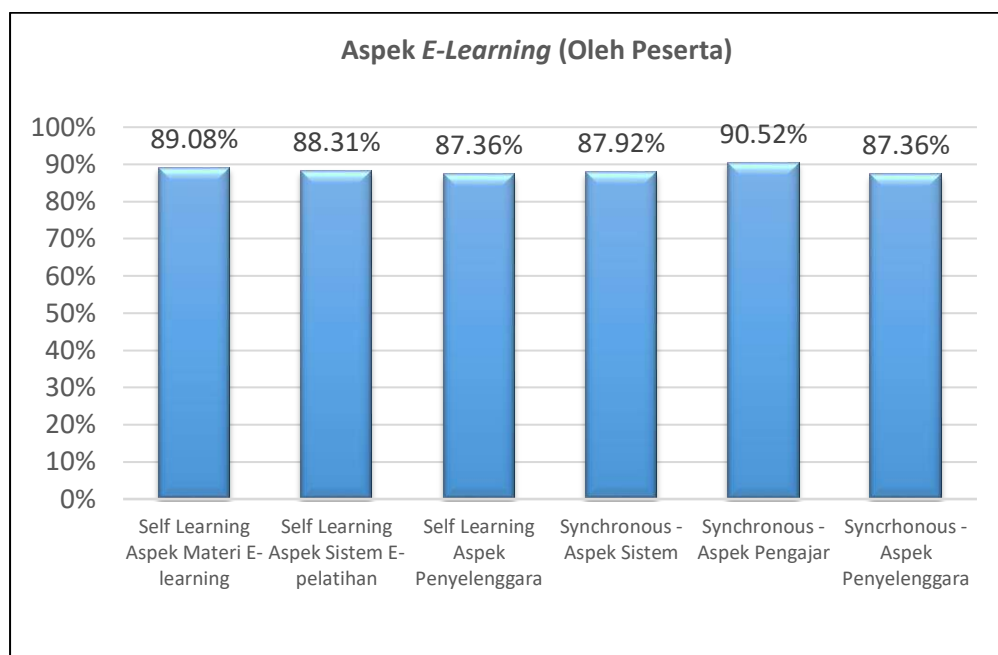 Aspek E-Learning (Oleh Peserta)
100%
90%
80%
70%
60%
50%
40%
30%
20%
10%
0%
89.08%
88.31%
87.36%
87.92%
90.52%
87.36%
Self Learning
Aspek Materi E-
learning
Self Learning
Aspek Sistem E-
pelatihan
Self Learning
Aspek
Penyelenggara
Synchronous -
Aspek Sistem
Synchronous -
Aspek Pengajar
Syncrhonous -
Aspek
Penyelenggara